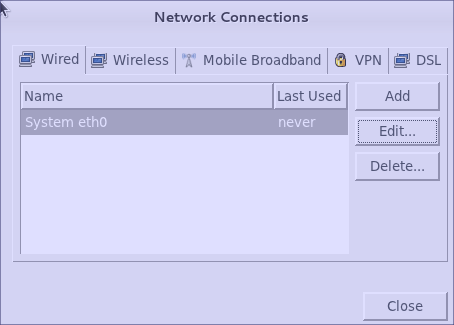 Network Connections
Wired Wireless Mobile Broadband VPN DSL
Name Last Used Add
System eth0 never Edit...
Delete...
Close